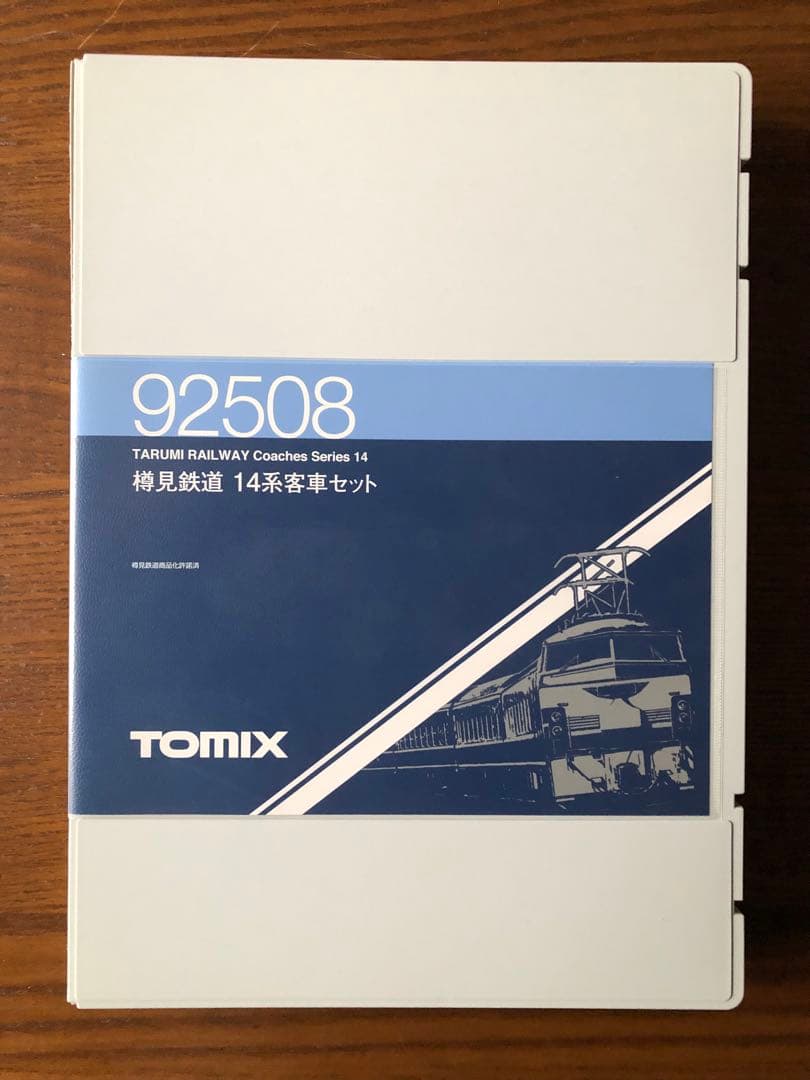 92508
TARUMI RAILWAY Coaches Series 14
樽見鉄道 14系客車セット
樽見鉄道商品化許諾済
TOMIX